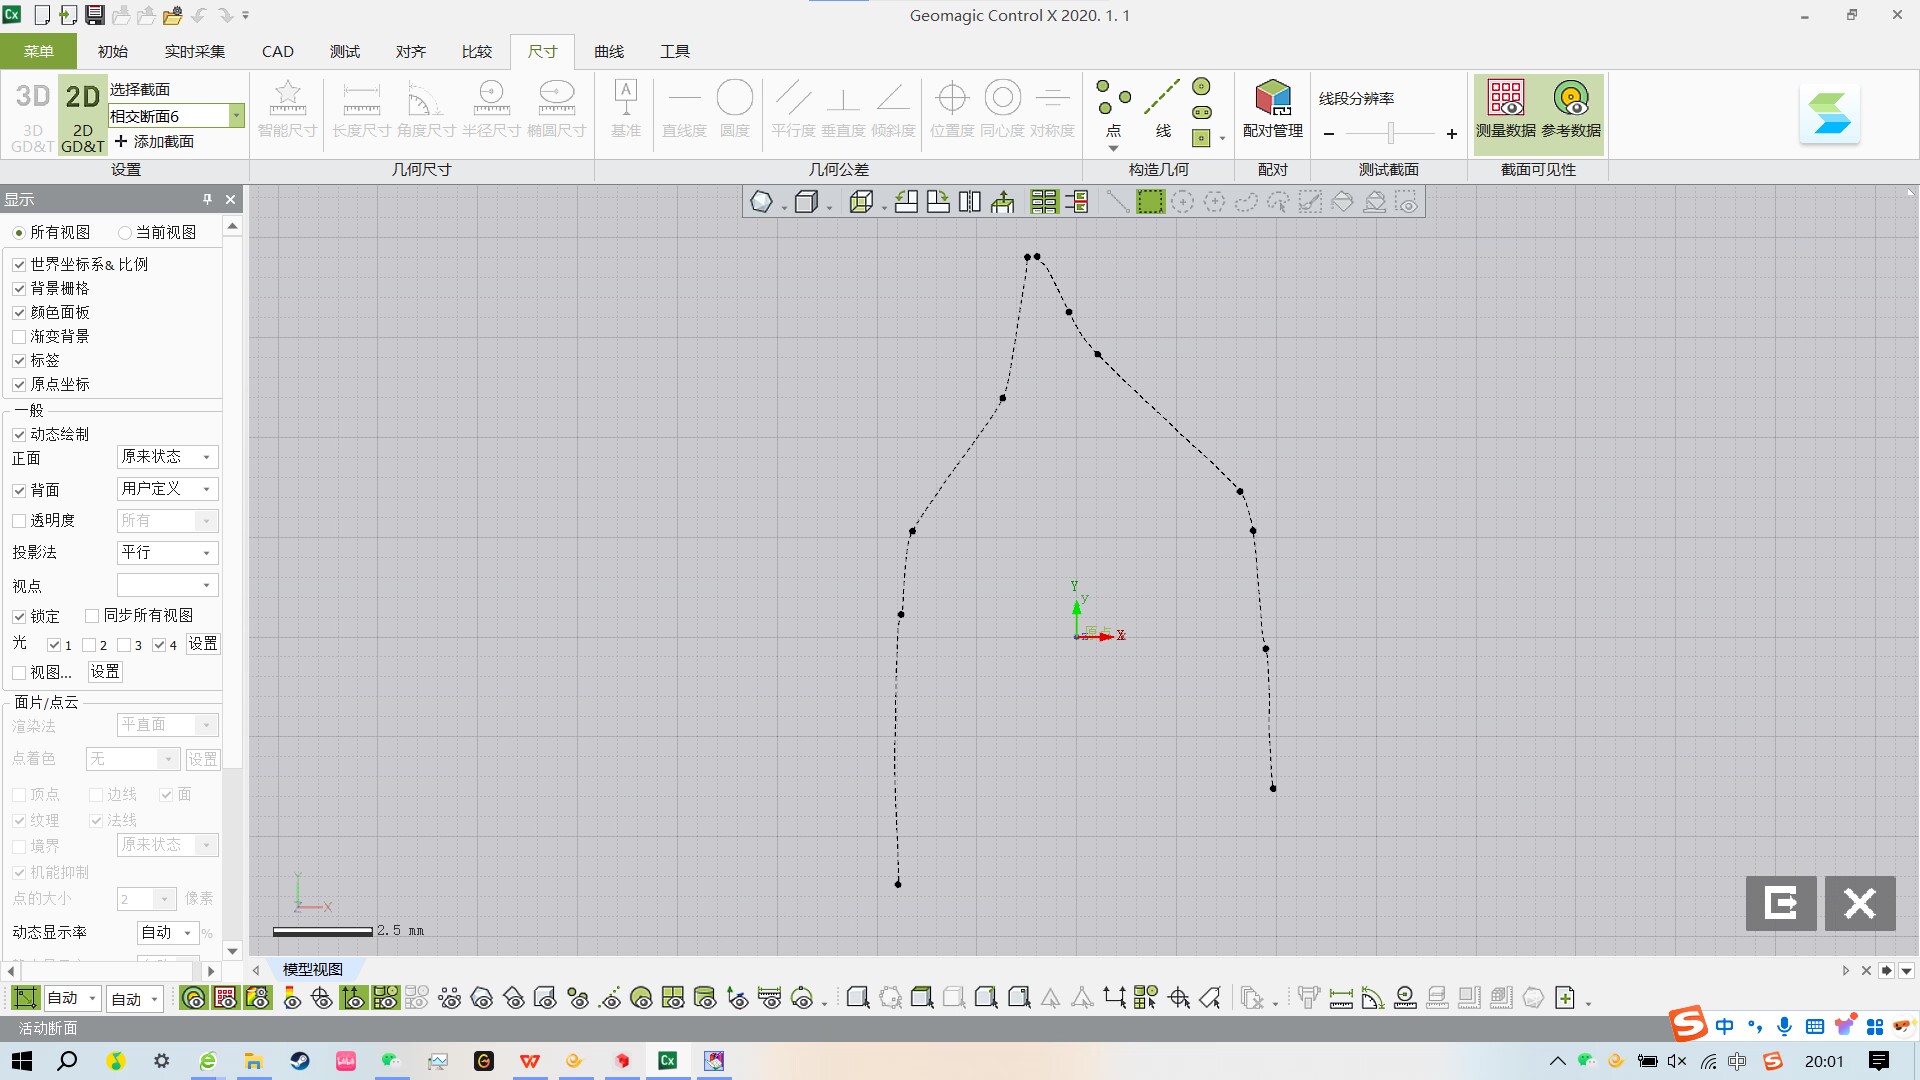 Cx
Geomagic Control X 2020. 1. 1
菜单 初始 实时采集 CAD 测试 对齐 比较 尺寸 曲线 工具
3D 2D 选择截面
相交断面6
3D GD&T 2D GD&T 添加截面
智能尺寸 长度尺寸 角度尺寸 半径尺寸 椭圆尺寸 基准 直线度 圆度 平行度 垂直度 倾斜度 位置度 同心度 对称度 点 线 配对管理 线段分辨率 测量数据 参考数据
设置 几何尺寸 几何公差 构造几何 配对 测试截面 截面可见性
显示
所有视图 当前视图
世界坐标系& 比例
背景栅格
颜色面板
渐变背景
标签
原点坐标
一般
动态绘制
正面 原来状态
背面 用户定义
透明度 所有
投影法 平行
视点
锁定 同步所有视图
光 1 2 3 4 设置
视图... 设置
面片/点云
渲染法 平直面
点着色 无 设置
顶点 边线 面
纹理 法线
境界 原来状态
机能抑制
点的大小 2 像素
动态显示率 自动 %
Y
y
原点
X
Y
Z X
2.5 mm
模型视图
自动 自动
活动断面
中
20:01